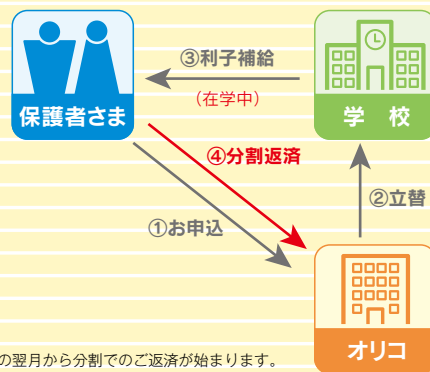 ③利子補給
(在学中)
保護者さま
学 校
④分割返済
②立替
①お申込
オリコ
の翌月から分割でのご返済が始まります。